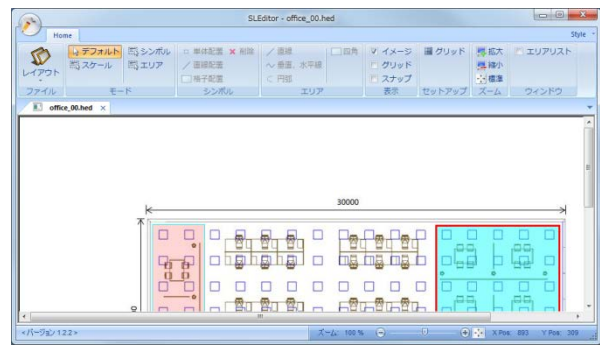 SLEditor - office_00.hed
Home
Style
レイアウト
デフォルト シンボル
スケール エリア
単体配置 削除
直線配置
格子配置
直線 四角
垂直、水平線
円弧
イメージ グリッド
グリッド
スナップ
拡大 エリアリスト
縮小
標準
ファイル モード シンボル エリア 表示 セットアップ ズーム ウィンドウ
office_00.hed
30000
<バージョン 1.2.2> ズーム: 100 % X Pos: 893 Y Pos: 309